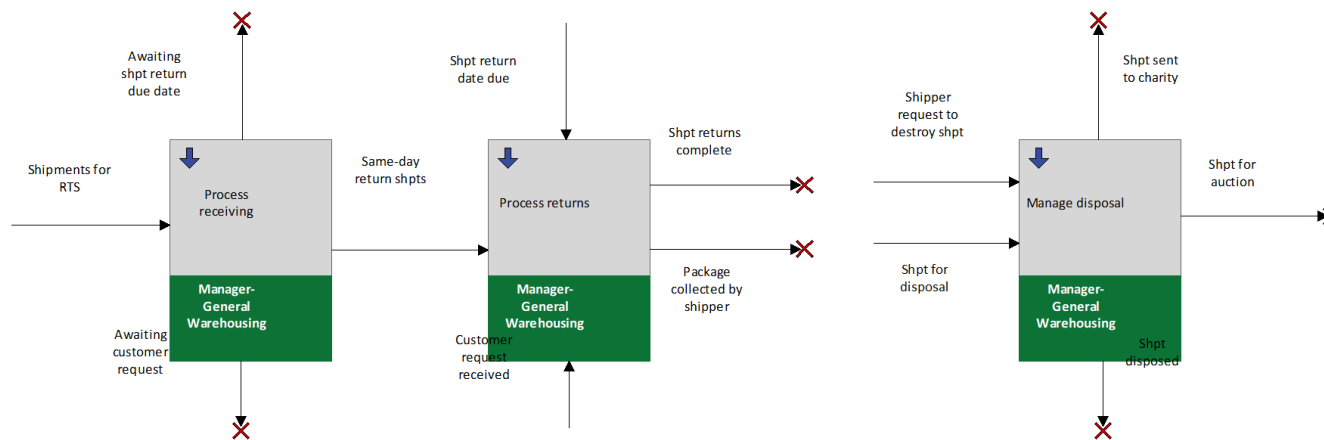 Awaiting
shpt return
due date
Shipments for
RTS
Process
receiving
Manager-
General
Warehousing
Awaiting
customer
request
Same-day
return shpts
Shpt return
date due
Process returns
Manager-
General
Warehousing
Customer
request
received
Shpt returns
complete
Package
collected by
shipper
Shipper
request to
destroy shpt
Shpt for
disposal
Manage disposal
Manager-
General
Warehousing
Shpt sent
to charity
Shpt for
auction
Shpt
disposed